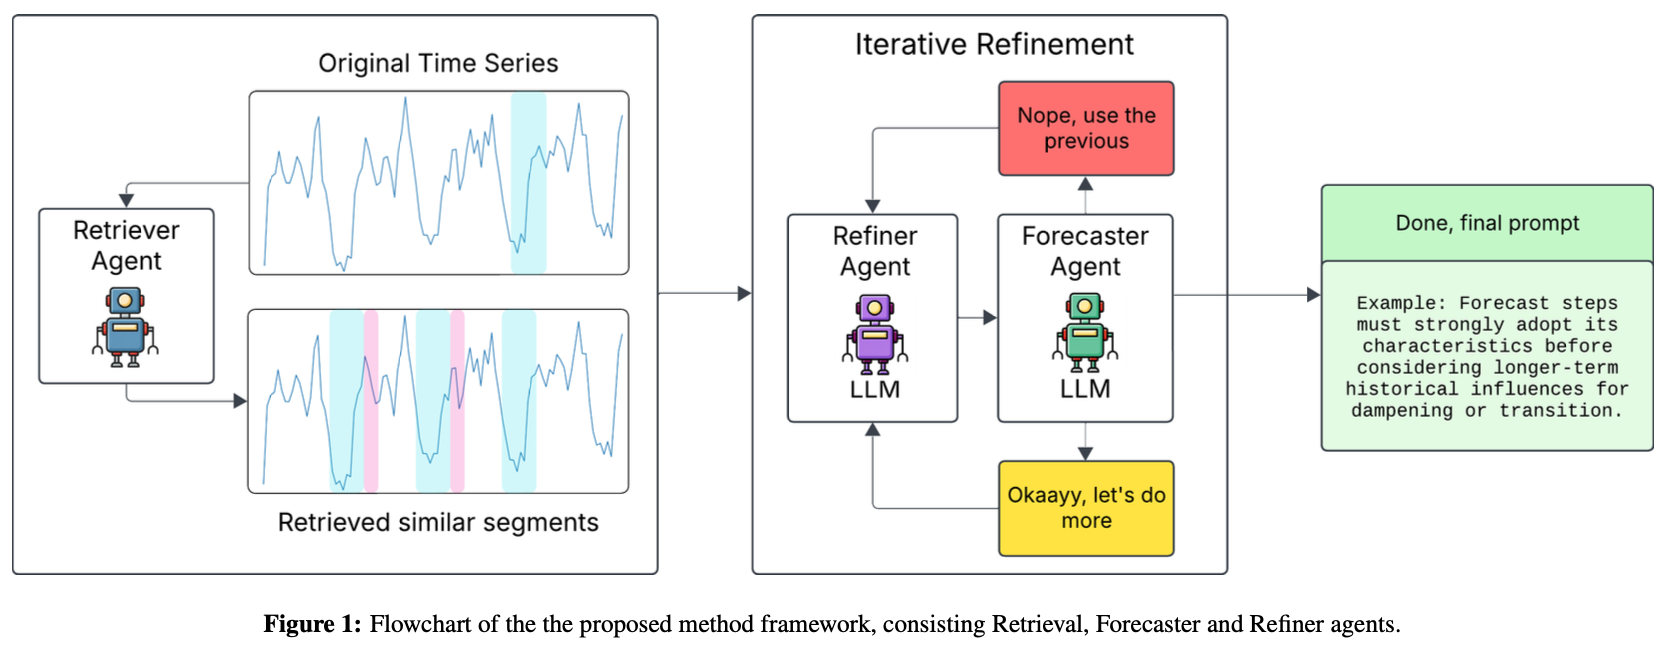 Original Time Series
Retriever
Agent
Retrieved similar segments
Iterative Refinement
Nope, use the
previous
Refiner
Agent
LLM
Forecaster
Agent
LLM
Okaayy, let's do
more
Done, final prompt
Example: Forecast steps
must strongly adopt its
characteristics before
considering longer-term
historical influences for
dampening or transition.
Figure 1: Flowchart of the the proposed method framework, consisting Retrieval, Forecaster and Refiner agents.